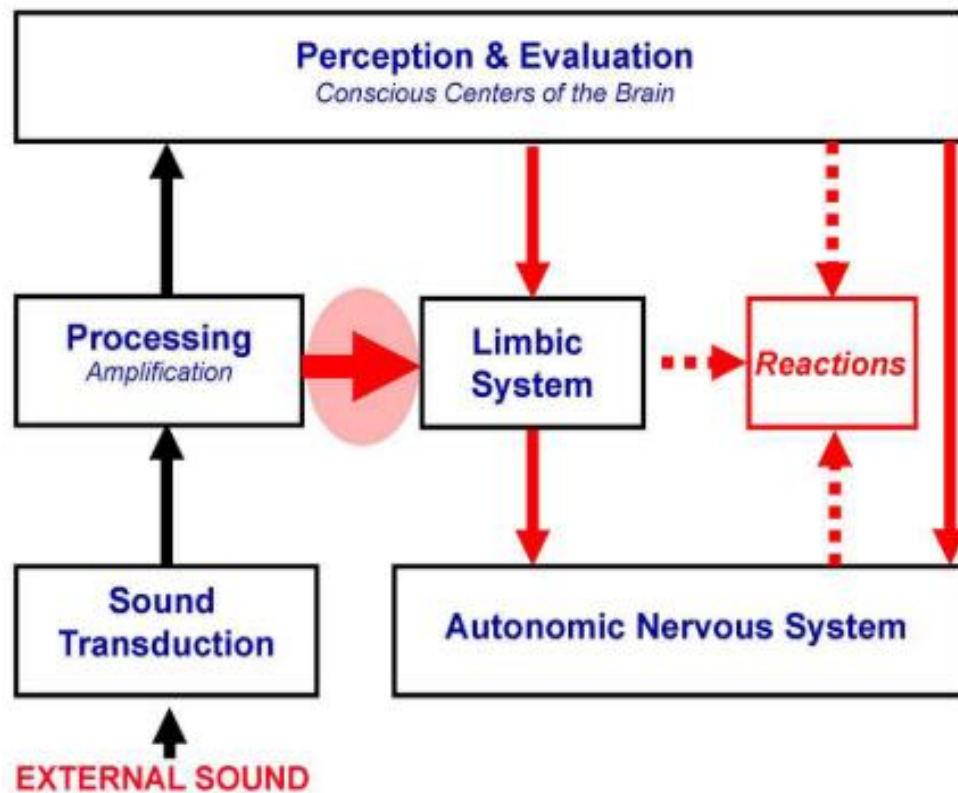 Perception & Evaluation
Conscious Centers of the Brain
Processing
Amplification
Limbic
System
Reactions
Sound
Transduction
Autonomic Nervous System
EXTERNAL SOUND